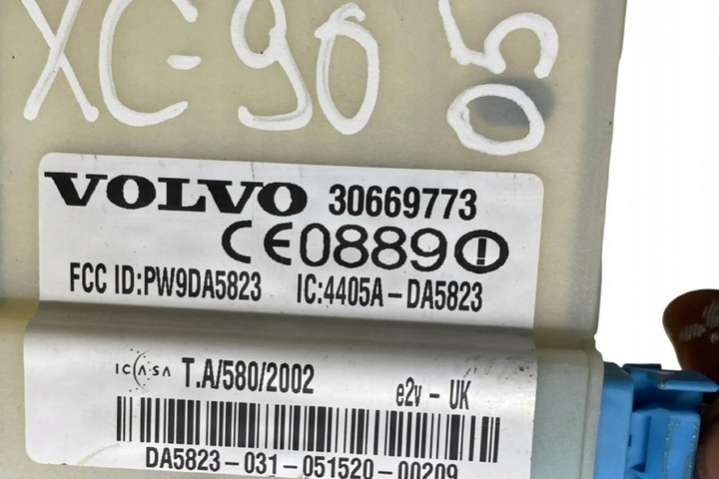 XC-90 05
VOLVO 30669773
CE0889
FCC ID:PW9DA5823 IC:4405A-DA5823
ICASA T.A/580/2002 e2v - UK
DA5823-031-051520-00209